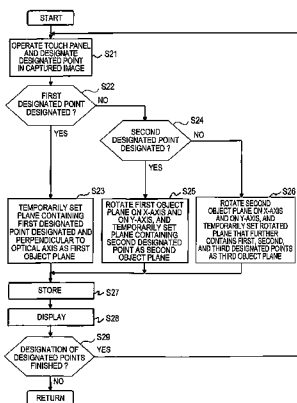 START
OPERATE TOUCH PANEL
AND DESIGNATE
DESIGNATED POINT
IN CAPTURED IMAGE
S21
S22
FIRST
DESIGNATED POINT
DESIGNATED ?
NO
YES
S24
SECOND
DESIGNATED POINT
DESIGNATED ?
NO
YES
S23
TEMPORARILY SET
PLANE CONTAINING
FIRST DESIGNATED
POINT DESIGNATED AND
PERPENDICULAR TO
OPTICAL AXIS AS FIRST
OBJECT PLANE
S25
ROTATE FIRST OBJECT
PLANE ON X-AXIS AND
ON Y-AXIS, AND
TEMPORARILY SET PLANE
CONTAINING SECOND
DESIGNATED POINT
AS SECOND
OBJECT PLANE
S26
ROTATE SECOND
OBJECT PLANE ON X-AXIS
AND ON Y-AXIS, AND
TEMPORARILY SET ROTATED
PLANE THAT FURTHER
CONTAINS FIRST, SECOND,
AND THIRD DESIGNATED POINTS
AS THIRD OBJECT PLANE
STORE
S27
DISPLAY
S28
S29
DESIGNATION OF
DESIGNATED POINTS
FINISHED ?
YES
NO
RETURN